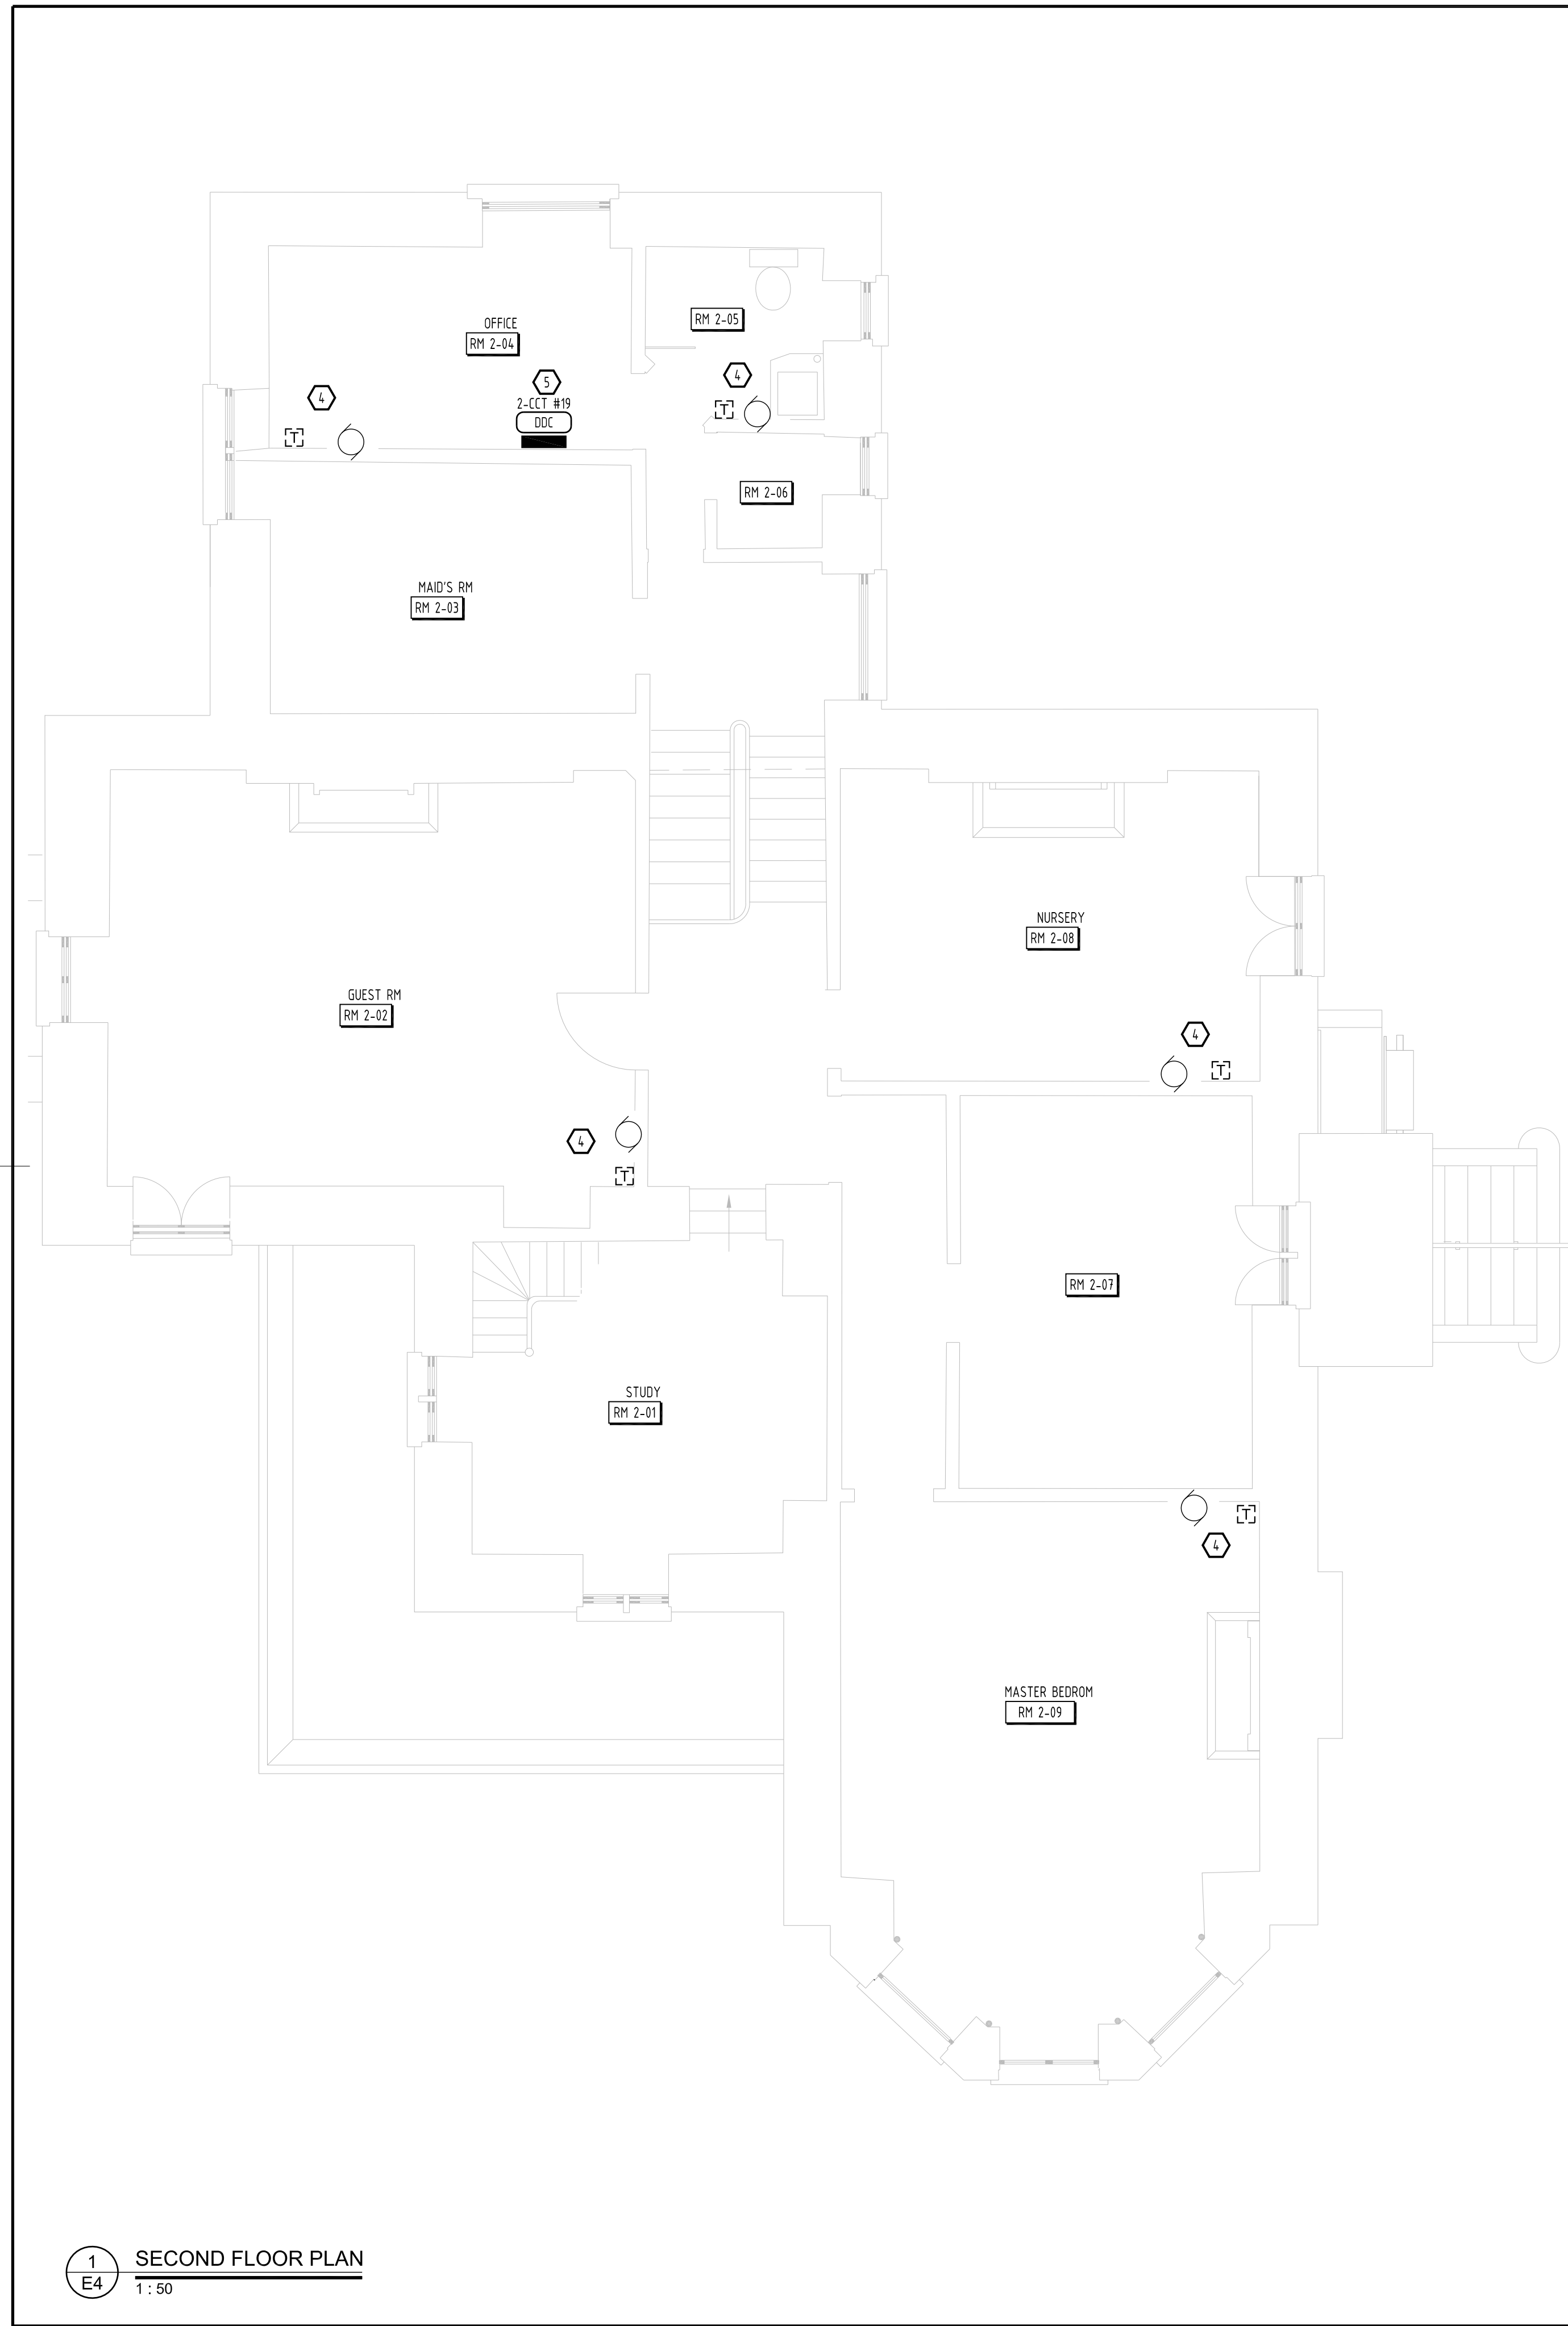 OFFICE
RM 2-04
RM 2-05
4
T
5
2-CCT #19
DDC
4
T
RM 2-06
MAID'S RM
RM 2-03
GUEST RM
RM 2-02
NURSERY
RM 2-08
4
T
4
T
RM 2-07
STUDY
RM 2-01
T
4
MASTER BEDROM
RM 2-09
1
E4
SECOND FLOOR PLAN
1 : 50